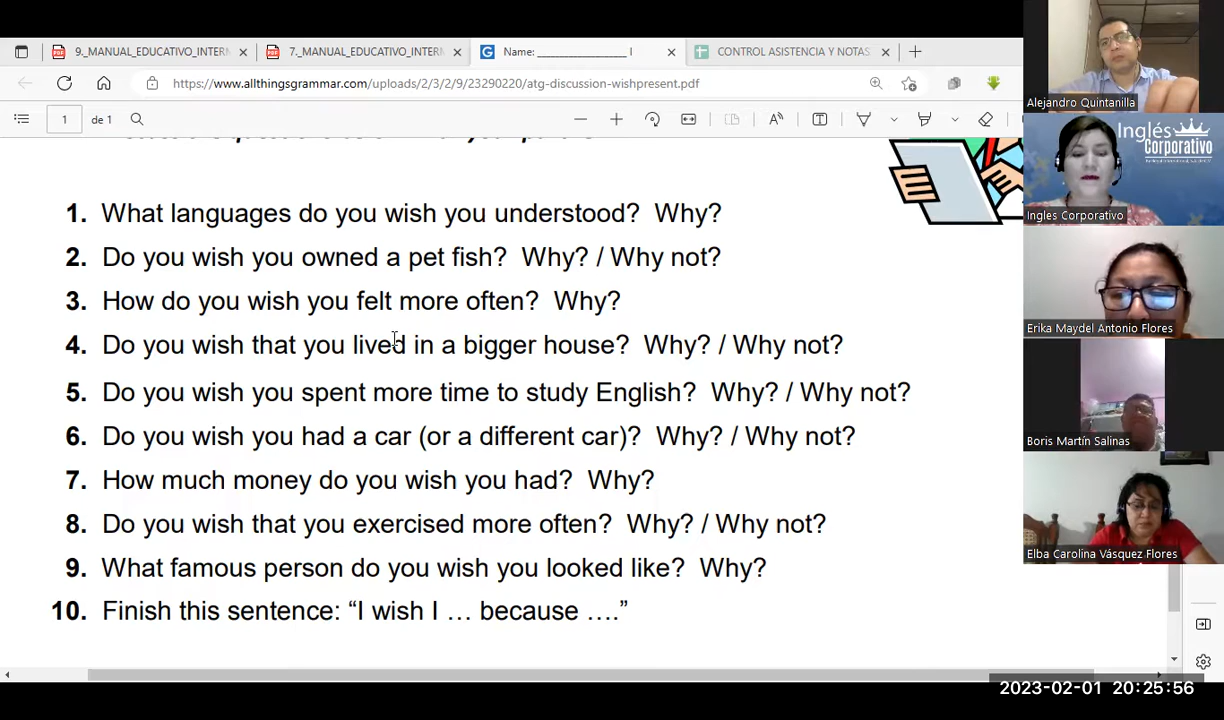 9._MANUAL_EDUCATIVO_INTERN
7._MANUAL_EDUCATIVO_INTERN
Name: ________________ I
CONTROL ASISTENCIA Y NOTAS
https://www.allthingsgrammar.com/uploads/2/3/2/9/23290220/atg-discussion-wishpresent.pdf
1
de 1
1. What languages do you wish you understood? Why?
2. Do you wish you owned a pet fish? Why? / Why not?
3. How do you wish you felt more often? Why?
4. Do you wish that you lived in a bigger house? Why? / Why not?
5. Do you wish you spent more time to study English? Why? / Why not?
6. Do you wish you had a car (or a different car)? Why? / Why not?
7. How much money do you wish you had? Why?
8. Do you wish that you exercised more often? Why? / Why not?
9. What famous person do you wish you looked like? Why?
10. Finish this sentence: “I wish I … because ….”
Alejandro Quintanilla
Inglés
Corporativo
Ingles Corporativo
Erika Maydel Antonio Flores
Boris Martín Salinas
Elba Carolina Vásquez Flores
2023-02-01 20:25:56